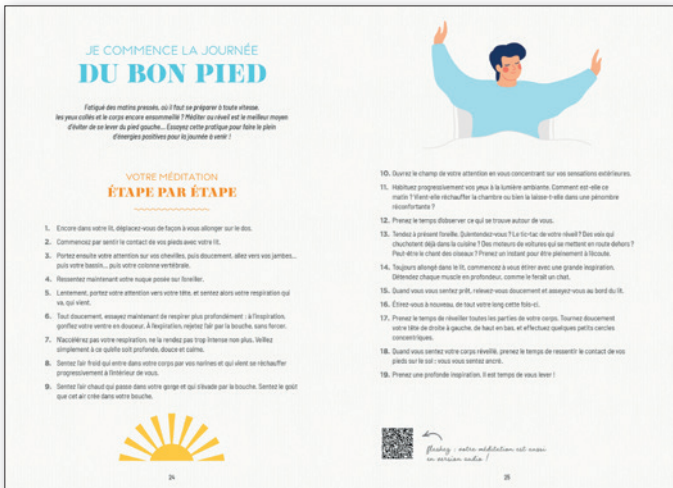 JE COMMENCE LA JOURNÉE
DU BON PIED
Fatigué des matins pressés, où il faut se préparer à toute vitesse,
les yeux collés et le corps encore ensommeillé ? Méditer au réveil est le meilleur moyen
d'éviter de se lever du pied gauche... Essayez cette pratique pour faire le plein
d'énergies positives pour la journée à venir !
VOTRE MÉDITATION
ÉTAPE PAR ÉTAPE
1. Encore dans votre lit, déplacez-vous de façon à vous allonger sur le dos.
2. Commencez par sentir le contact de vos pieds avec votre lit.
3. Portez ensuite votre attention sur vos chevilles, puis doucement, allez vers vos jambes...
puis votre bassin... puis votre colonne vertébrale.
4. Ressentez maintenant votre nuque posée sur l'oreiller.
5. Lentement, portez votre attention vers votre tête, et sentez alors votre respiration qui
va, qui vient.
6. Tout doucement, essayez maintenant de respirer plus profondément : à l'inspiration,
gonflez votre ventre en douceur. À l'expiration, rejetez l'air par la bouche, sans forcer.
7. N'accélérez pas votre respiration, ne la rendez pas trop intense non plus. Veillez
simplement à ce qu'elle soit profonde, douce et calme.
8. Sentez l'air froid qui entre dans votre corps par vos narines et qui vient se réchauffer
progressivement à l'intérieur de vous.
9. Sentez l'air chaud qui passe dans votre gorge et qui s'évade par la bouche. Sentez le goût
que cet air crée dans votre bouche.
24
10. Ouvrez le champ de votre attention en vous concentrant sur vos sensations extérieures.
11. Habituez progressivement vos yeux à la lumière ambiante. Comment est-elle ce
matin ? Vient-elle réchauffer la chambre ou bien la laisse-t-elle dans une pénombre
réconfortante ?
12. Prenez le temps d'observer ce qui se trouve autour de vous.
13. Tendez à présent l'oreille. Qu'entendez-vous ? Le tic-tac de votre réveil ? Des voix qui
chuchotent déjà dans la cuisine ? Des moteurs de voitures qui se mettent en route dehors ?
Peut-être le chant des oiseaux ? Prenez un instant pour être pleinement à l'écoute.
14. Toujours allongé dans le lit, commencez à vous étirer avec une grande inspiration.
Détendez chaque muscle en profondeur, comme le ferait un chat.
15. Quand vous vous sentez prêt, relevez-vous doucement et asseyez-vous au bord du lit.
16. Étirez-vous à nouveau, de tout votre long cette fois-ci.
17. Prenez le temps de réveiller toutes les parties de votre corps. Tournez doucement
votre tête de droite à gauche, de haut en bas, et effectuez quelques petits cercles
concentriques.
18. Quand vous sentez votre corps réveillé, prenez le temps de ressentir le contact de vos
pieds sur le sol : vous vous sentez ancré.
19. Prenez une profonde inspiration. Il est temps de vous lever !
flashez : notre méditation est aussi
en version audio !
25